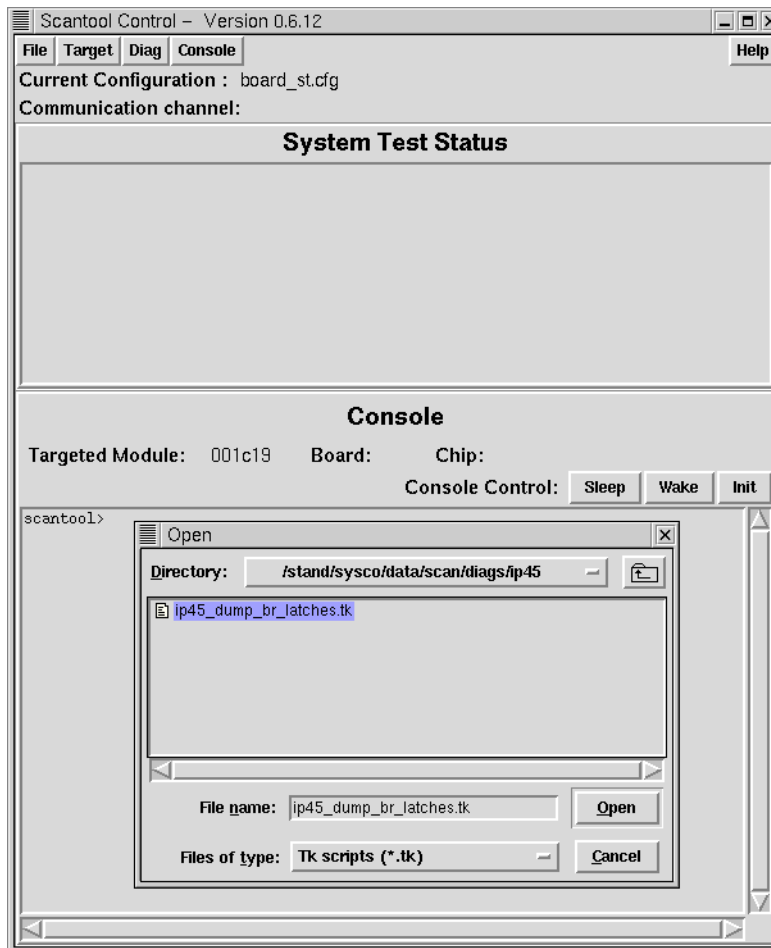 Scantool Control – Version 0.6.12
File Target Diag Console Help
Current Configuration : board_st.cfg
Communication channel:
System Test Status
Console
Targeted Module: 001c19 Board: Chip:
Console Control: Sleep Wake Init
scantool>
Open
Directory: /stand/sysco/data/scan/diags/ip45
ip45_dump_br_latches.tk
File name: ip45_dump_br_latches.tk Open
Files of type: Tk scripts (*.tk) Cancel